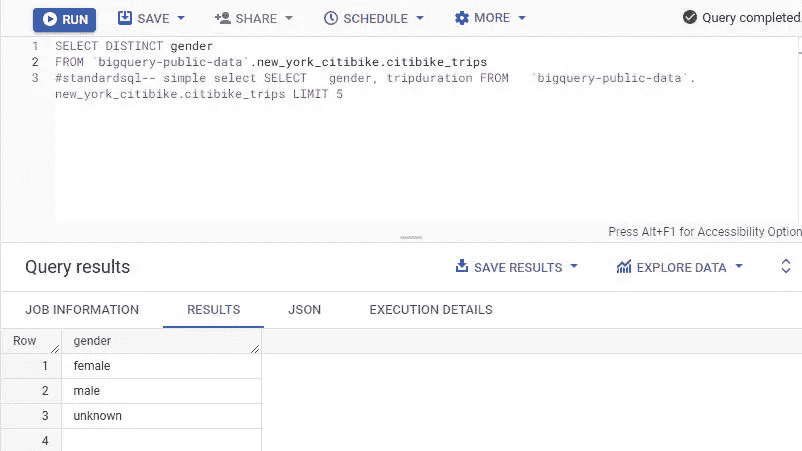 RUN SAVE SHARE SCHEDULE MORE Query completed.
1 SELECT DISTINCT gender
2 FROM `bigquery-public-data`.new_york_citibike.citibike_trips
3 #standardsql-- simple select SELECT   gender, tripduration FROM   `bigquery-public-data`.
new_york_citibike.citibike_trips LIMIT 5
Press Alt+F1 for Accessibility Option
Query results SAVE RESULTS EXPLORE DATA
JOB INFORMATION RESULTS JSON EXECUTION DETAILS
Row gender
1 female
2 male
3 unknown
4